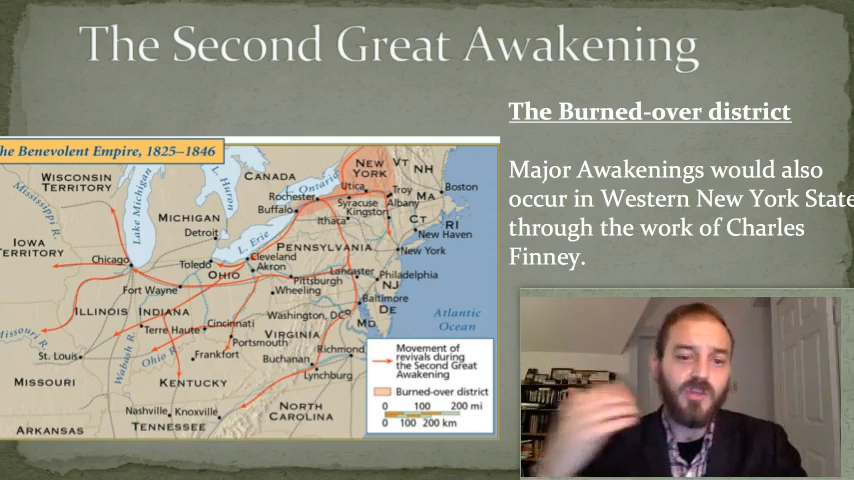 The Second Great Awakening
The Burned-over district
Major Awakenings would also
occur in Western New York State
through the work of Charles
Finney.
he Benevolent Empire, 1825–1846
WISCONSIN
TERRITORY
Mississippi R.
Lake Michigan
L. Huron
CANADA
L. Ontario
NEW
YORK
VT
NH
Rochester
Utica
Troy
Boston
MA
Syracuse
Albany
Buffalo
Kingston
MICHIGAN
Ithaca
CT
RI
Detroit
L. Erie
New Haven
IOWA
TERRITORY
PENNSYLVANIA
New York
Chicago
Toledo
Cleveland
OHIO
Akron
Lancaster
Philadelphia
Fort Wayne
Pittsburgh
NJ
Wheeling
Baltimore
ILLINOIS
INDIANA
Washington, DC
DE
MD
Atlantic
Ocean
Missouri R.
Terre Haute
Cincinnati
VIRGINIA
Portsmouth
Wabash R.
Ohio R.
St. Louis
Frankfort
Richmond
Buchanan
Lynchburg
MISSOURI
KENTUCKY
Nashville
Knoxville
NORTH
CAROLINA
TENNESSEE
ARKANSAS
Movement of
revivals during
the Second Great
Awakening
Burned-over district
0 100 200 mi
0 100 200 km